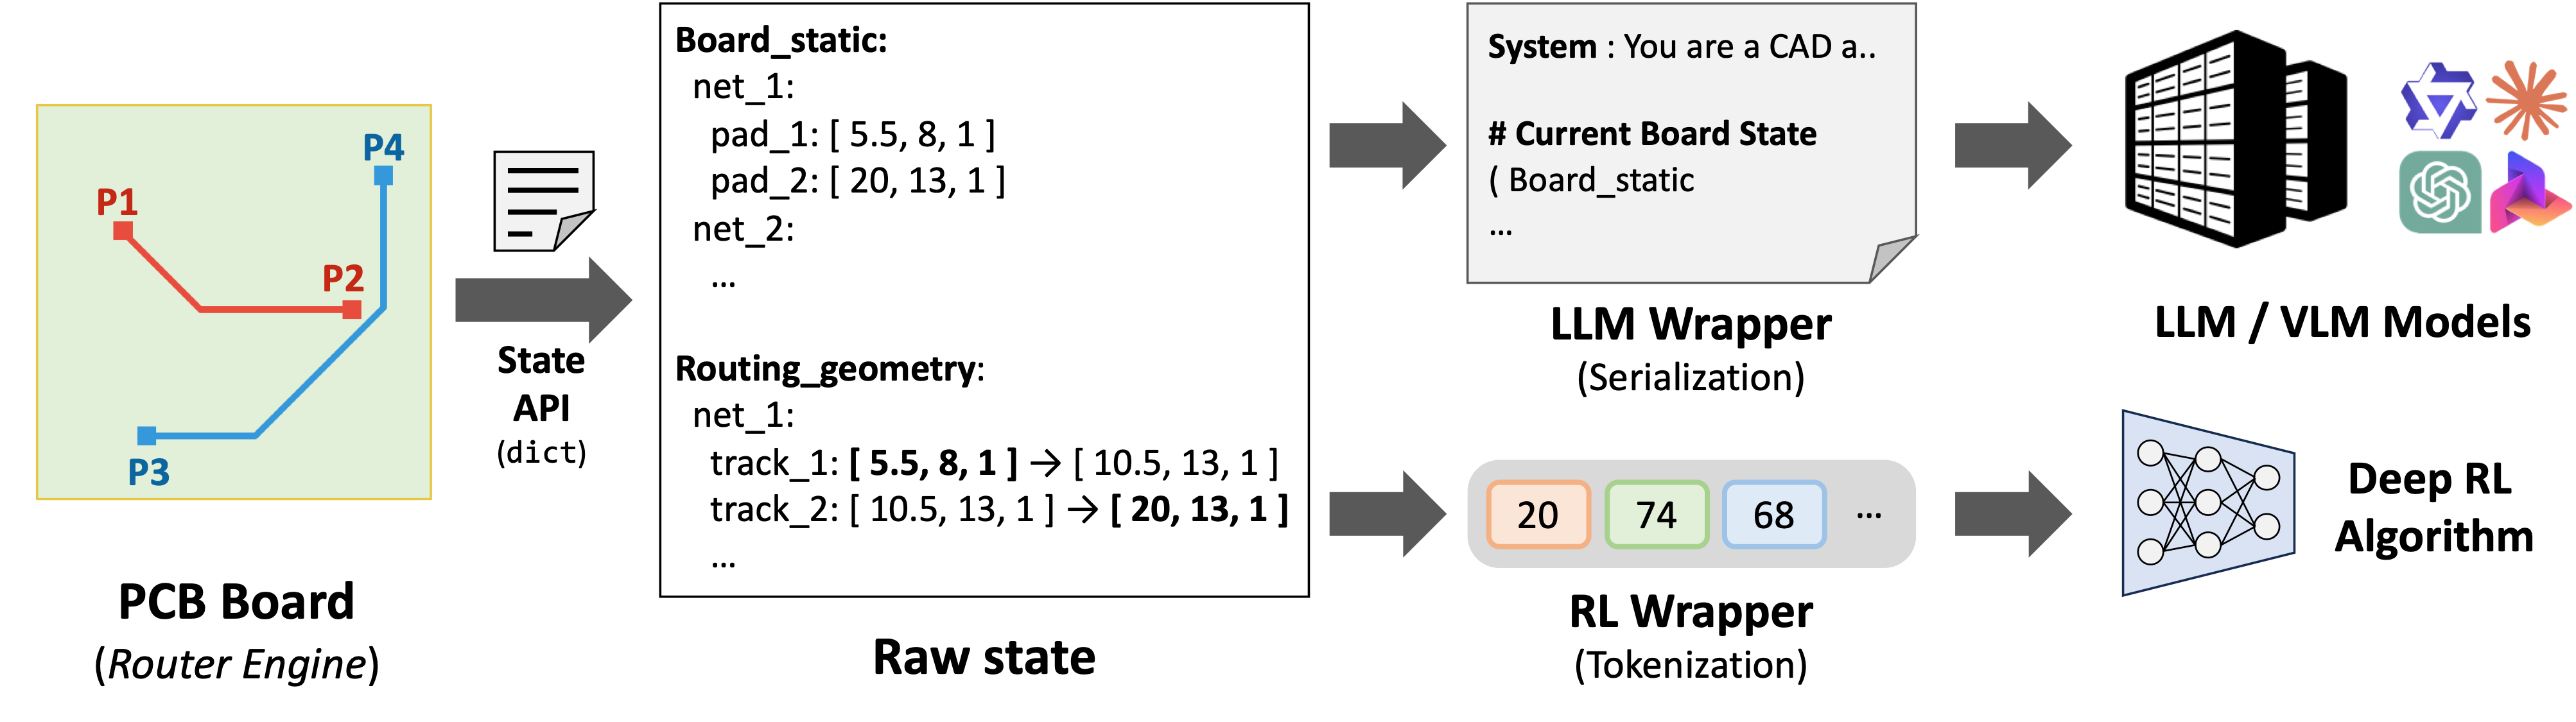 P1
P2
P3
P4
PCB Board
(Router Engine)
State
API
(dict)
Board_static:
net_1:
pad_1: [ 5.5, 8, 1 ]
pad_2: [ 20, 13, 1 ]
net_2:
...
Routing_geometry:
net_1:
track_1: [ 5.5, 8, 1 ] → [ 10.5, 13, 1 ]
track_2: [ 10.5, 13, 1 ] → [ 20, 13, 1 ]
...
Raw state
System : You are a CAD a..
# Current Board State
( Board_static
...
LLM Wrapper
(Serialization)
20 74 68 ...
RL Wrapper
(Tokenization)
LLM / VLM Models
Deep RL
Algorithm